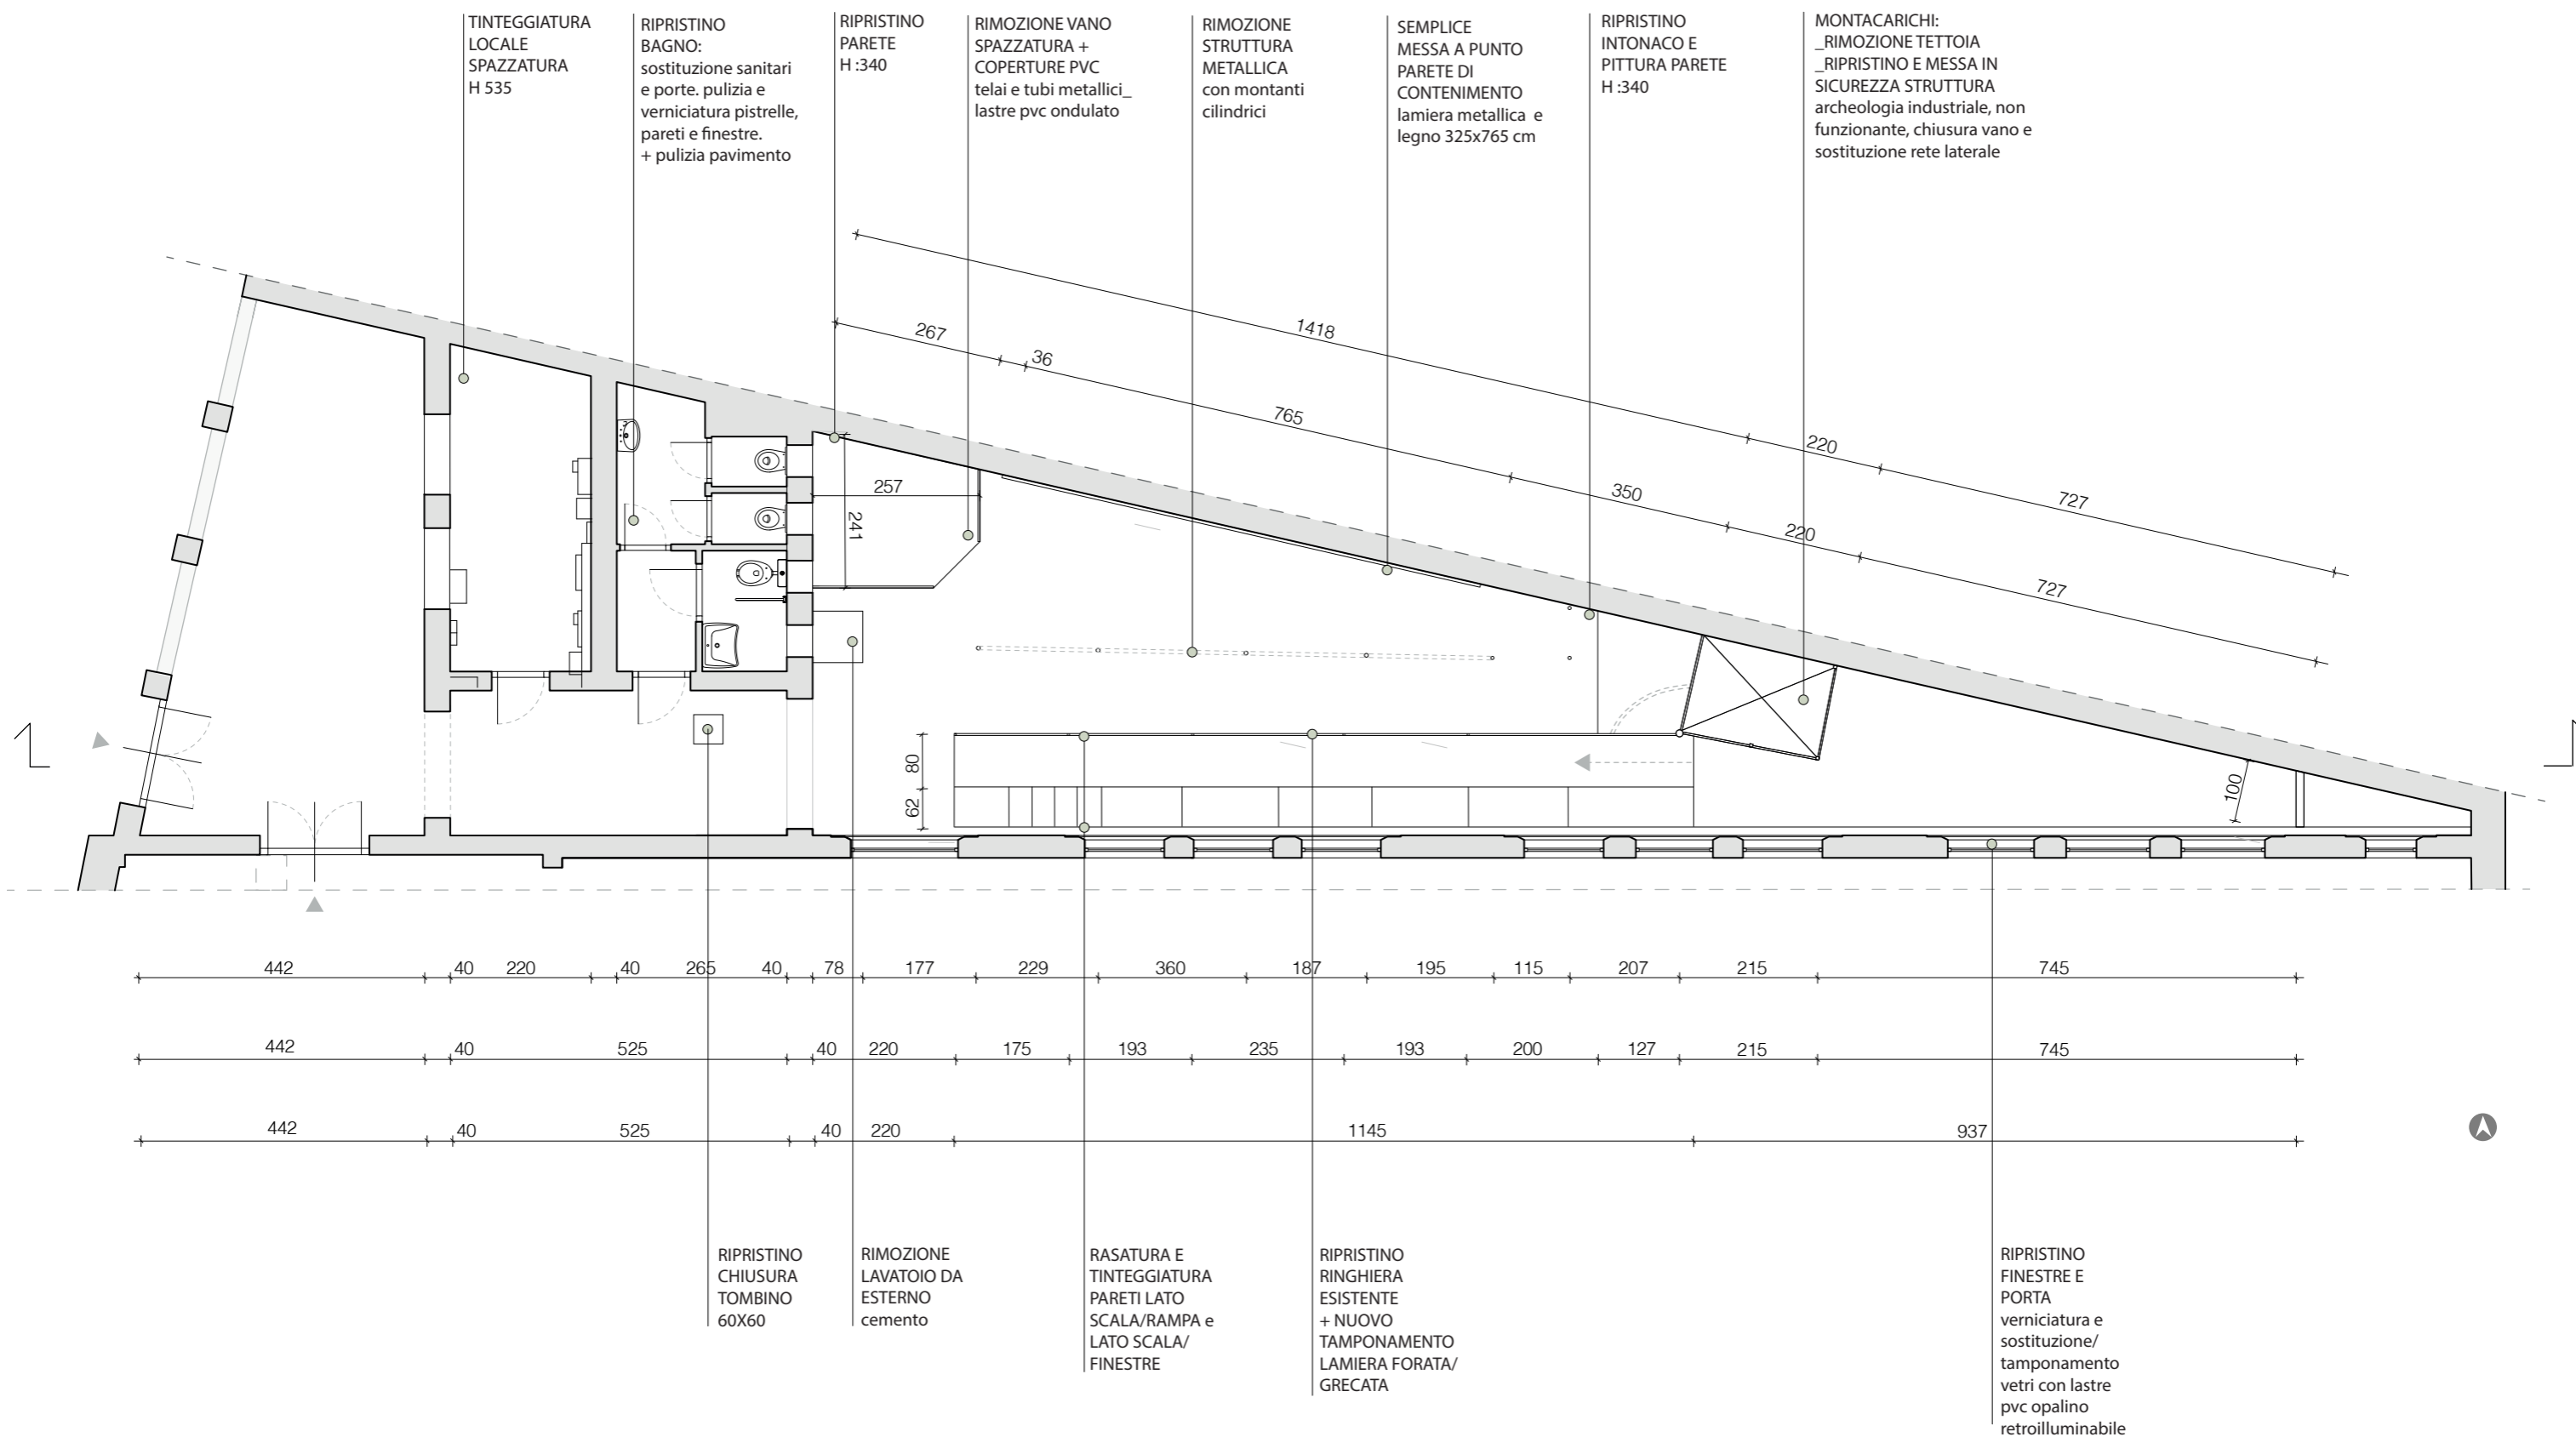 TINTEGGIATURA
LOCALE
SPAZZATURA
H 535
RIPRISTINO
BAGNO:
sostituzione sanitari
e porte. pulizia e
verniciatura pistrelle,
pareti e finestre.
+ pulizia pavimento
RIPRISTINO
PARETE
H :340
RIMOZIONE VANO
SPAZZATURA +
COPERTURE PVC
telai e tubi metallici_
lastre pvc ondulato
RIMOZIONE
STRUTTURA
METALLICA
con montanti
cilindrici
SEMPLICE
MESSA A PUNTO
PARETE DI
CONTENIMENTO
lamiera metallica e
legno 325x765 cm
RIPRISTINO
INTONACO E
PITTURA PARETE
H :340
MONTACARICHI:
_RIMOZIONE TETTOIA
_RIPRISTINO E MESSA IN
SICUREZZA STRUTTURA
archeologia industriale, non
funzionante, chiusura vano e
sostituzione rete laterale
1418 220 727
267 36 765 350 220 727
257
241
80
62
100
442 40 220 40 265 40 78 177 229 360 187 195 115 207 215 745
442 40 525 40 220 175 193 235 193 200 127 215 745
442 40 525 40 220 1145 937
RIPRISTINO
CHIUSURA
TOMBINO
60X60
RIMOZIONE
LAVATOIO DA
ESTERNO
cemento
RASATURA E
TINTEGGIATURA
PARETI LATO
SCALA/RAMPA e
LATO SCALA/
FINESTRE
RIPRISTINO
RINGHIERA
ESISTENTE
+ NUOVO
TAMPONAMENTO
LAMIERA FORATA/
GRECATA
RIPRISTINO
FINESTRE E
PORTA
verniciatura e
sostituzione/
tamponamento
vetri con lastre
pvc opalino
retroilluminabile